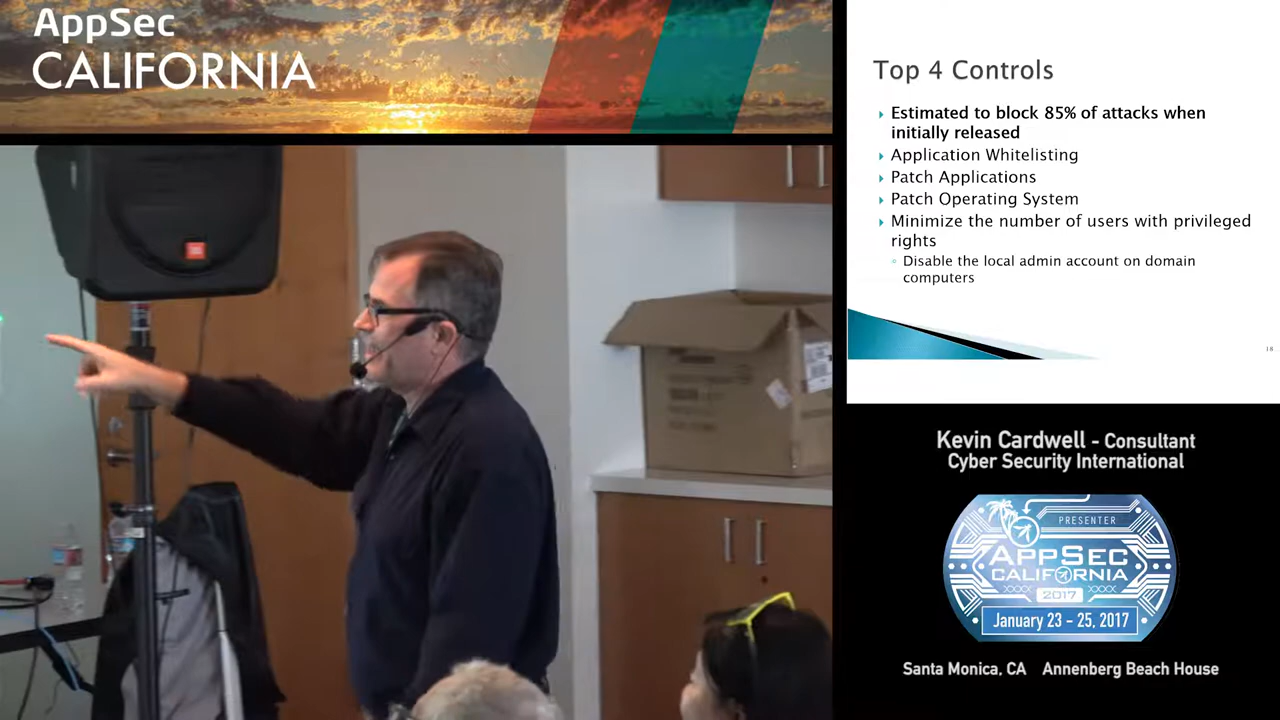 AppSec
CALIFORNIA
Top 4 Controls
Estimated to block 85% of attacks when
initially released
Application Whitelisting
Patch Applications
Patch Operating System
Minimize the number of users with privileged
rights
Disable the local admin account on domain
computers
18
Kevin Cardwell - Consultant
Cyber Security International
PRESENTER
APPSEC
CALIFORNIA
2017
January 23 - 25, 2017
Santa Monica, CA Annenberg Beach House